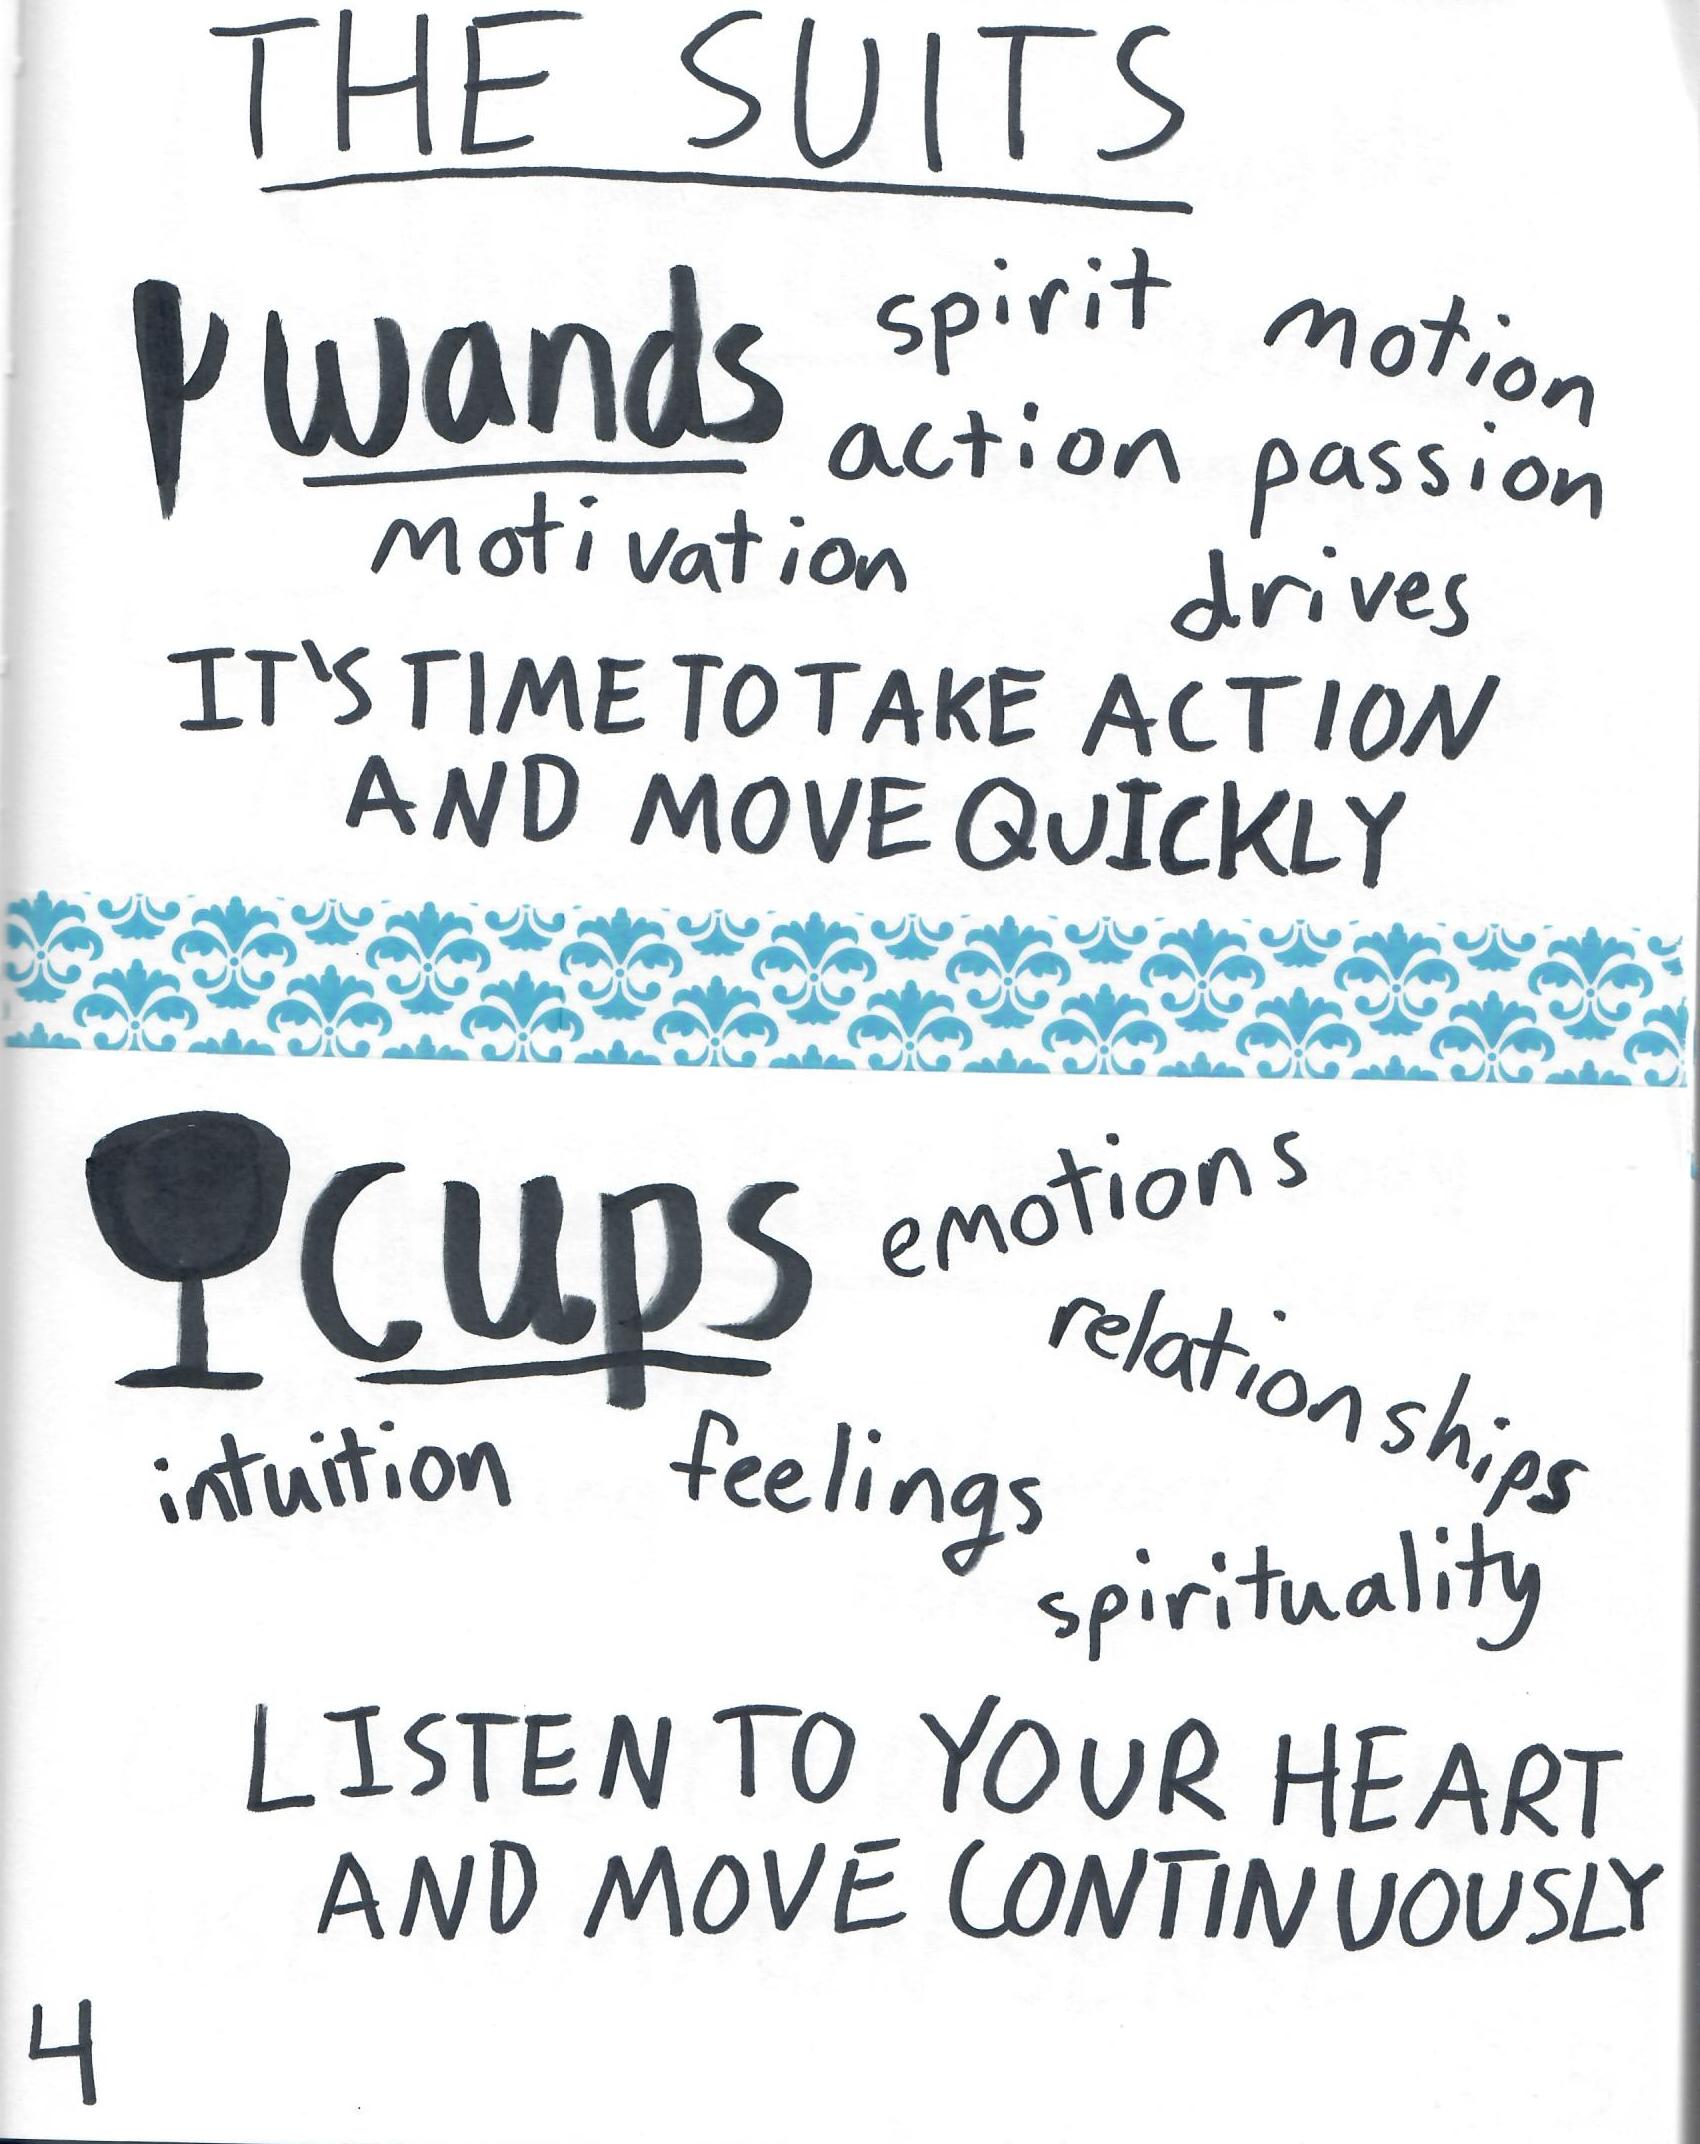 THE SUITS
wands
spirit
motion
action
passion
motivation
drives
IT'S TIME TO TAKE ACTION
AND MOVE QUICKLY
cups
emotions
relationships
intuition
feelings
spirituality
LISTEN TO YOUR HEART
AND MOVE CONTINUOUSLY
4